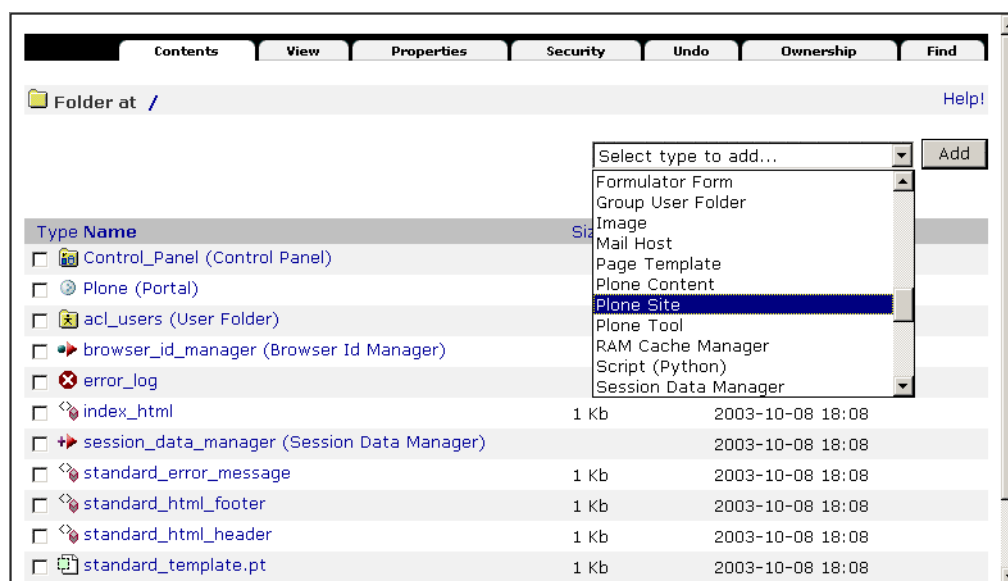 Contents View Properties Security Undo Ownership Find
Folder at / Help!
Select type to add... Add
Formulator Form
Group User Folder
Image
Mail Host
Page Template
Plone Content
Plone Site
Plone Tool
RAM Cache Manager
Script (Python)
Session Data Manager
Type Name
Control_Panel (Control Panel)
Plone (Portal)
acl_users (User Folder)
browser_id_manager (Browser Id Manager)
error_log
index_html 1 Kb 2003-10-08 18:08
session_data_manager (Session Data Manager) 2003-10-08 18:08
standard_error_message 1 Kb 2003-10-08 18:08
standard_html_footer 1 Kb 2003-10-08 18:08
standard_html_header 1 Kb 2003-10-08 18:08
standard_template.pt 1 Kb 2003-10-08 18:08